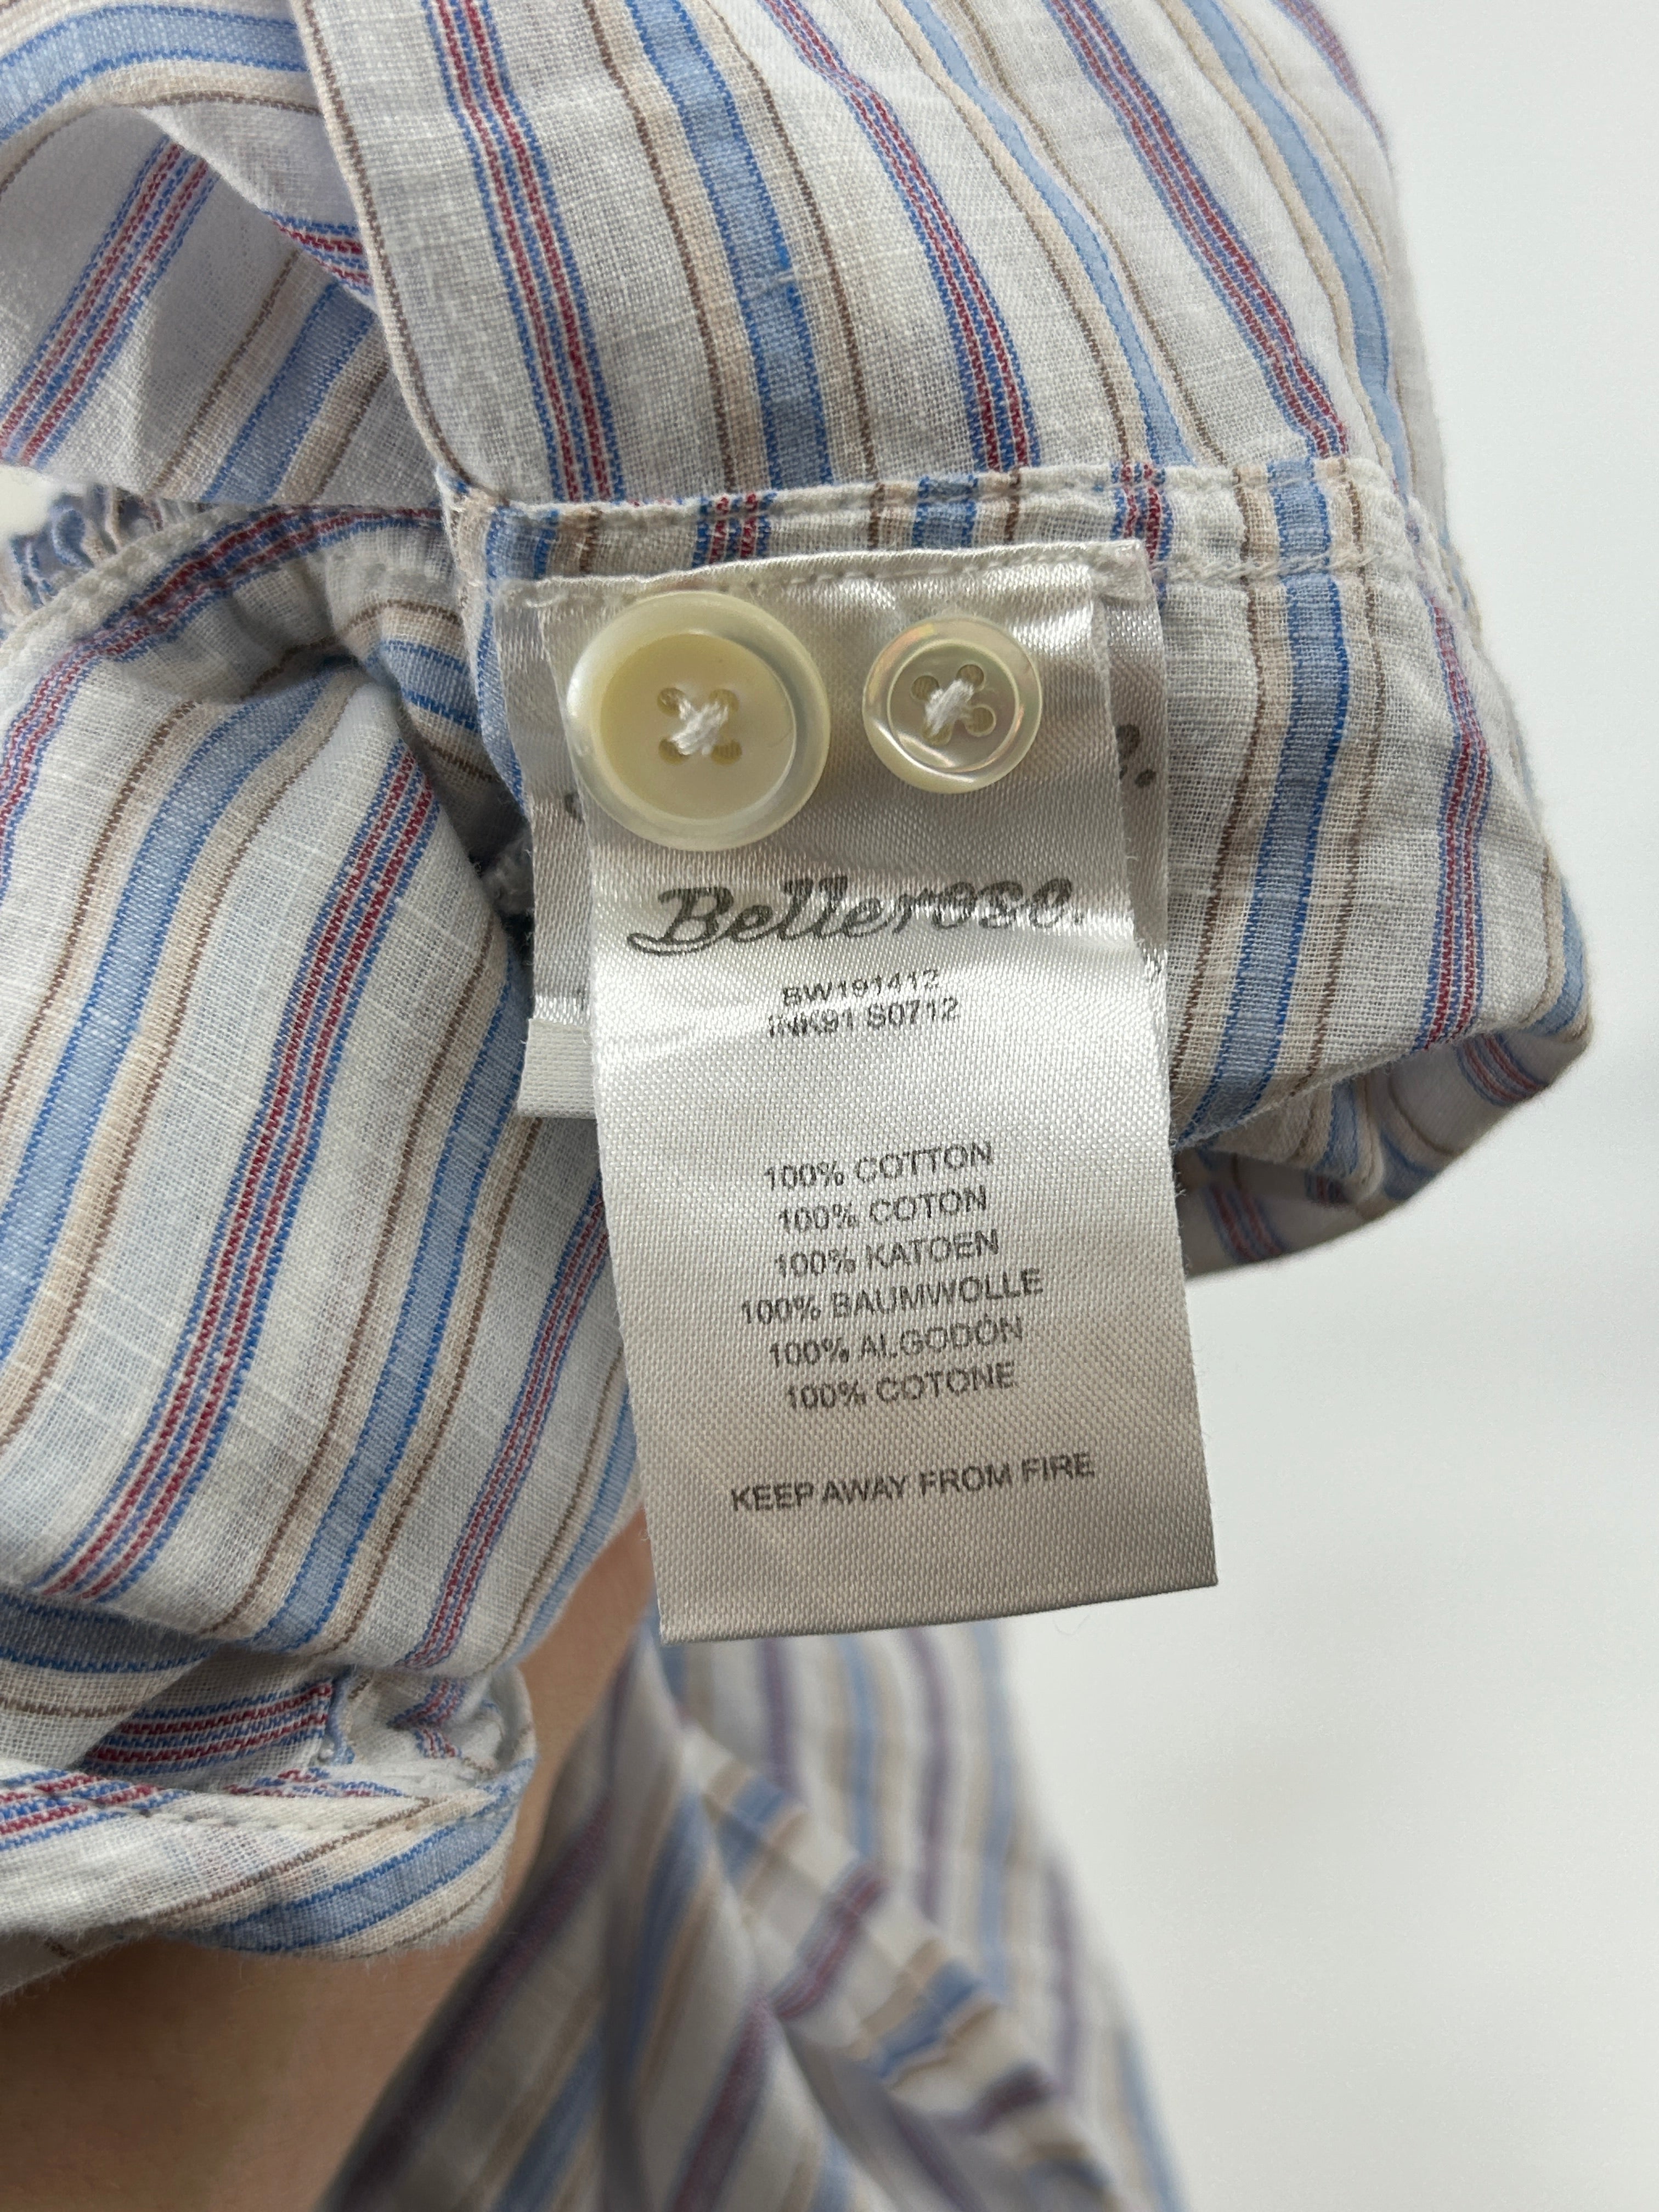 Bellerose.
BW191412
INK91 S0712
100% COTTON
100% COTON
100% KATOEN
100% BAUMWOLLE
100% ALGODÓN
100% COTONE
KEEP AWAY FROM FIRE